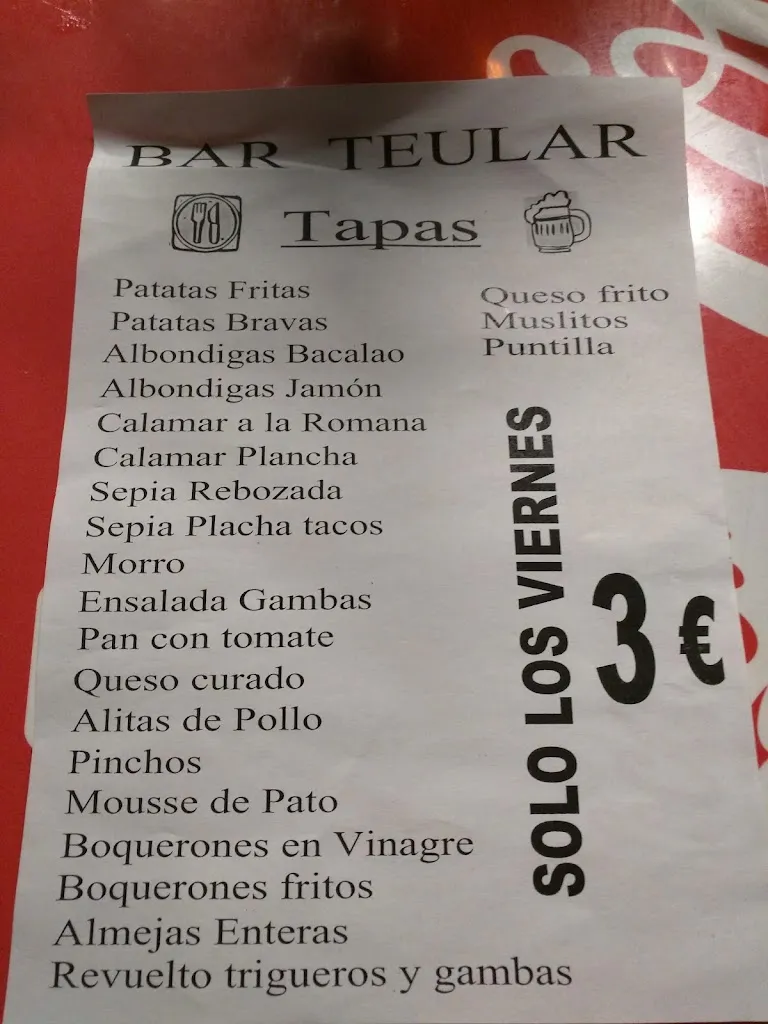 BAR TEULAR
Tapas
Patatas Fritas
Patatas Bravas
Albondigas Bacalao
Albondigas Jamón
Calamar a la Romana
Calamar Plancha
Sepia Rebozada
Sepia Placha tacos
Morro
Ensalada Gambas
Pan con tomate
Queso curado
Alitas de Pollo
Pinchos
Mousse de Pato
Boquerones en Vinagre
Boquerones fritos
Almejas Enteras
Revuelto trigueros y gambas
Queso frito
Muslitos
Puntilla
SOLO LOS VIERNES
3 €